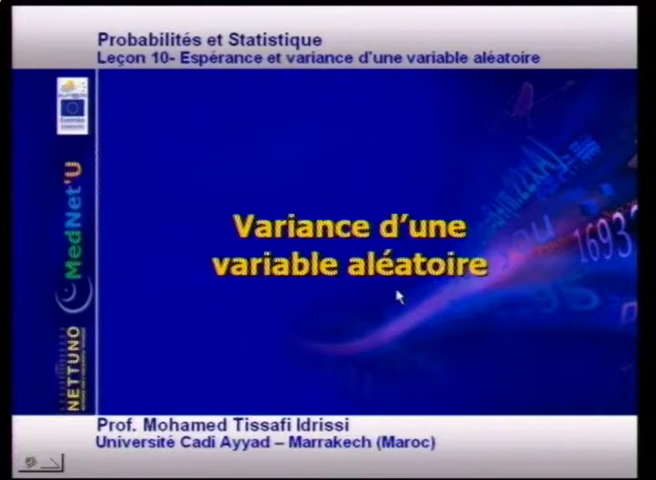 Probabilités et Statistique
Leçon 10- Espérance et variance d'une variable aléatoire
MedNet'U
NETTUNO
Variance d'une
variable aléatoire
1693
Prof. Mohamed Tissafi Idrissi
Université Cadi Ayyad – Marrakech (Maroc)